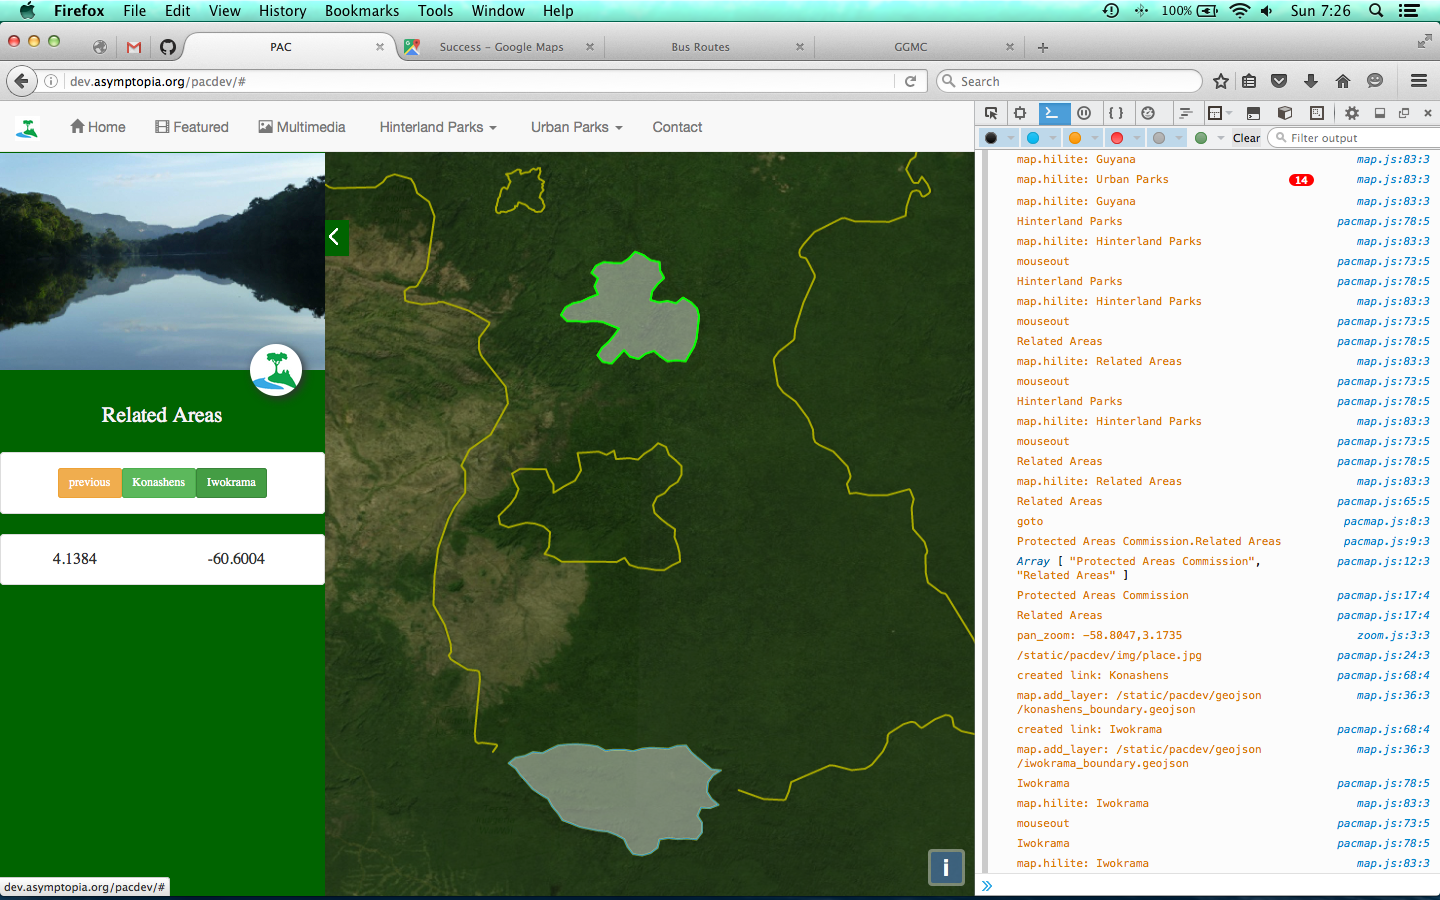 Firefox File Edit View History Bookmarks Tools Window Help 100% Sun 7:26
PAC Success - Google Maps Bus Routes GGMC
dev.asymptopia.org/pacdev/# Search
Home Featured Multimedia Hinterland Parks Urban Parks Contact
Clear Filter output
Related Areas
previous Konashens Iwokrama
4.1384 -60.6004
i
dev.asymptopia.org/pacdev/#
map.hilite: Guyana map.js:83:3
map.hilite: Urban Parks 14 map.js:83:3
map.hilite: Guyana map.js:83:3
Hinterland Parks pacmap.js:78:5
map.hilite: Hinterland Parks map.js:83:3
mouseout pacmap.js:73:5
Hinterland Parks pacmap.js:78:5
map.hilite: Hinterland Parks map.js:83:3
mouseout pacmap.js:73:5
Related Areas pacmap.js:78:5
map.hilite: Related Areas map.js:83:3
mouseout pacmap.js:73:5
Hinterland Parks pacmap.js:78:5
map.hilite: Hinterland Parks map.js:83:3
mouseout pacmap.js:73:5
Related Areas pacmap.js:78:5
map.hilite: Related Areas map.js:83:3
Related Areas pacmap.js:65:5
goto pacmap.js:8:3
Protected Areas Commission.Related Areas pacmap.js:9:3
Array [ "Protected Areas Commission", pacmap.js:12:3
"Related Areas" ]
Protected Areas Commission pacmap.js:17:4
Related Areas pacmap.js:17:4
pan_zoom: -58.8047,3.1735 zoom.js:3:3
/static/pacdev/img/place.jpg pacmap.js:24:3
created link: Konashens pacmap.js:68:4
map.add_layer: /static/pacdev/geojson map.js:36:3
/konashens_boundary.geojson
created link: Iwokrama pacmap.js:68:4
map.add_layer: /static/pacdev/geojson map.js:36:3
/iwokrama_boundary.geojson
Iwokrama pacmap.js:78:5
map.hilite: Iwokrama map.js:83:3
mouseout pacmap.js:73:5
Iwokrama pacmap.js:78:5
map.hilite: Iwokrama map.js:83:3